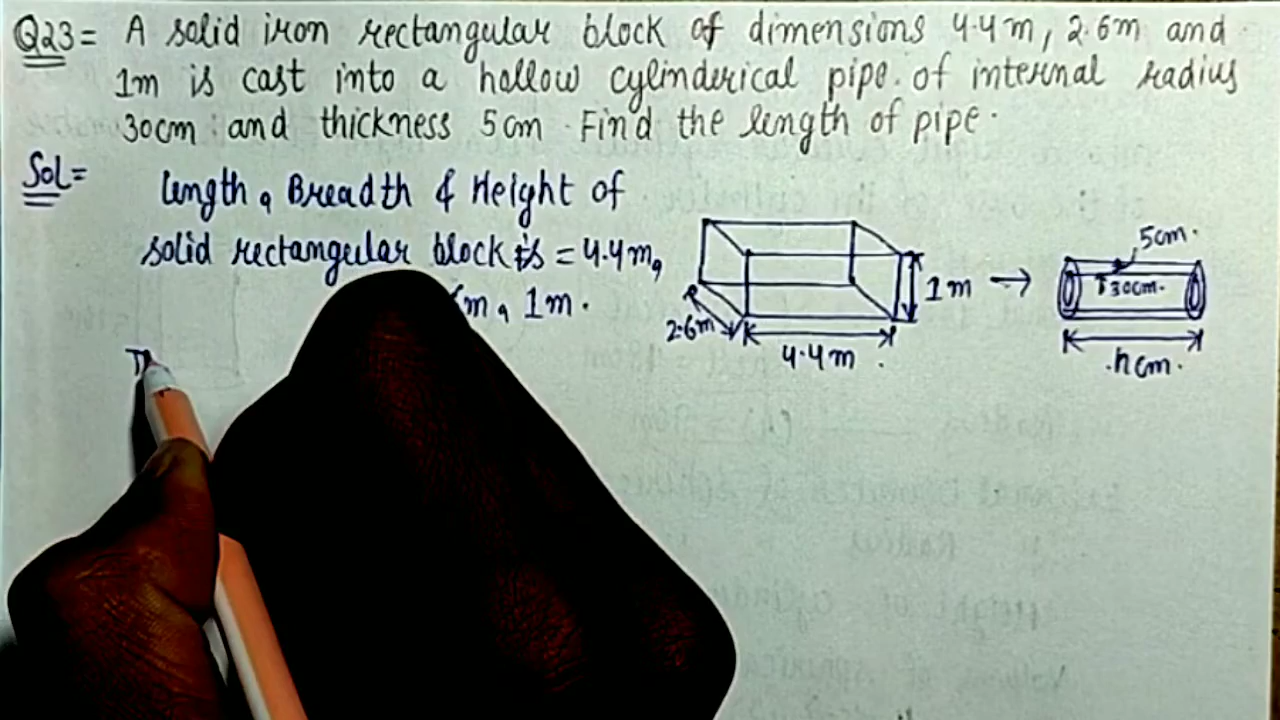 Q23= A solid iron rectangular block of dimensions 4.4m, 2.6m and
1m is cast into a hollow cylinderical pipe. of internal radius
30cm and thickness 5cm. Find the length of pipe.
Sol= length, Breadth & Height of
solid rectangular block is = 4.4m,
m, 1m.
1m →
2.6m
4.4m
5cm.
30cm.
hcm.